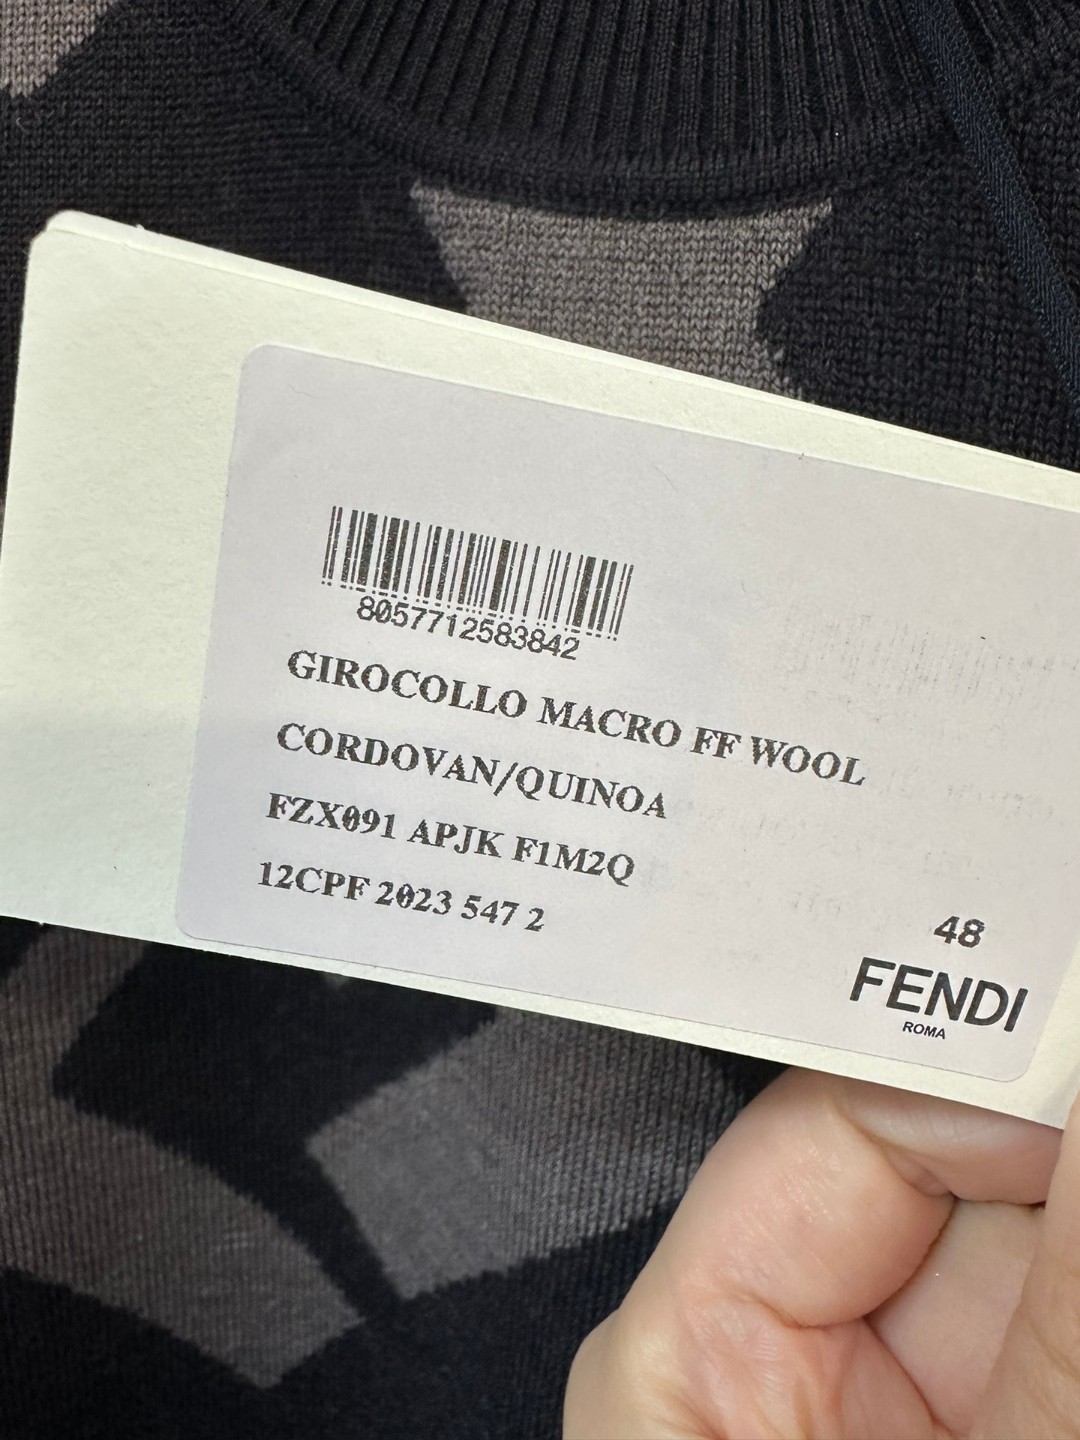 8057712583842
GIROCOLLO MACRO FF WOOL
CORDOVAN/QUINOA
FZX091 APJK F1M2Q
12CPF 2023 547 2
48
FENDI
ROMA